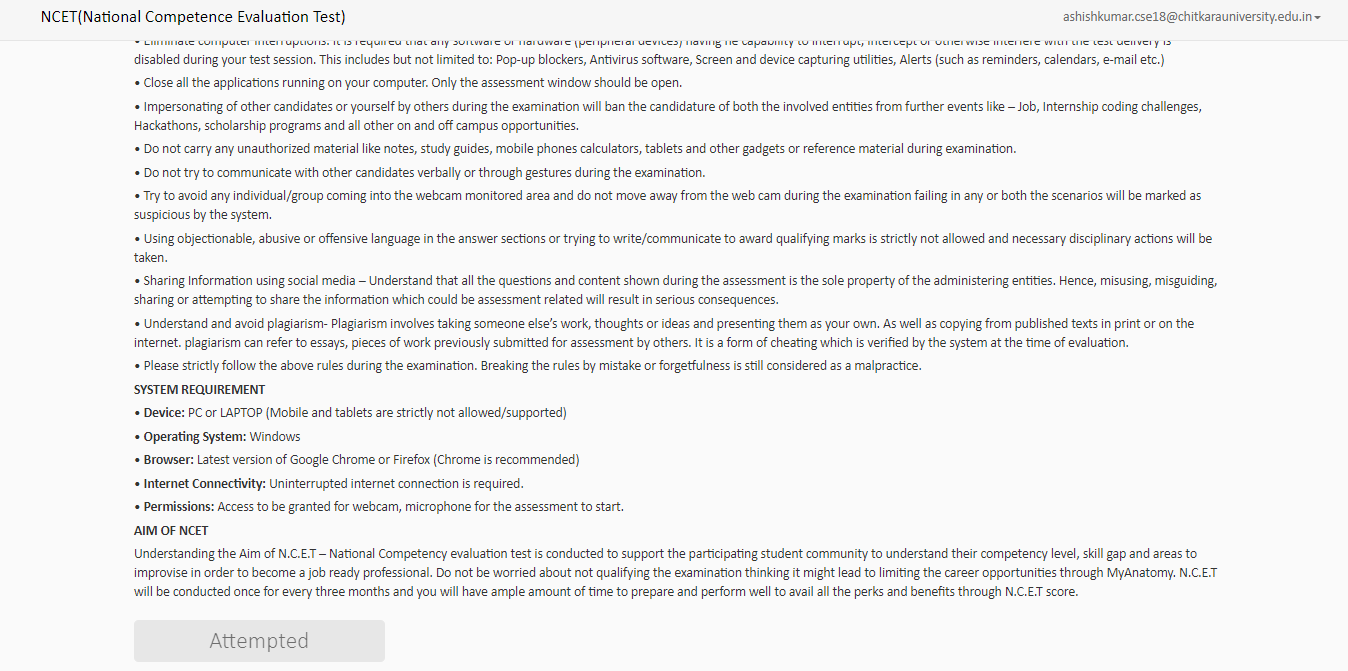 NCET(National Competence Evaluation Test)
ashishkumar.cse18@chitkarauniversity.edu.in
• Eliminate computer interruptions. It is required that any software or hardware (peripheral devices) having he capability to interrupt, intercept or otherwise interfere with the test delivery is
disabled during your test session. This includes but not limited to: Pop-up blockers, Antivirus software, Screen and device capturing utilities, Alerts (such as reminders, calendars, e-mail etc.)
• Close all the applications running on your computer. Only the assessment window should be open.
• Impersonating of other candidates or yourself by others during the examination will ban the candidature of both the involved entities from further events like – Job, Internship coding challenges,
Hackathons, scholarship programs and all other on and off campus opportunities.
• Do not carry any unauthorized material like notes, study guides, mobile phones calculators, tablets and other gadgets or reference material during examination.
• Do not try to communicate with other candidates verbally or through gestures during the examination.
• Try to avoid any individual/group coming into the webcam monitored area and do not move away from the web cam during the examination failing in any or both the scenarios will be marked as
suspicious by the system.
• Using objectionable, abusive or offensive language in the answer sections or trying to write/communicate to award qualifying marks is strictly not allowed and necessary disciplinary actions will be
taken.
• Sharing Information using social media – Understand that all the questions and content shown during the assessment is the sole property of the administering entities. Hence, misusing, misguiding,
sharing or attempting to share the information which could be assessment related will result in serious consequences.
• Understand and avoid plagiarism- Plagiarism involves taking someone else’s work, thoughts or ideas and presenting them as your own. As well as copying from published texts in print or on the
internet. plagiarism can refer to essays, pieces of work previously submitted for assessment by others. It is a form of cheating which is verified by the system at the time of evaluation.
• Please strictly follow the above rules during the examination. Breaking the rules by mistake or forgetfulness is still considered as a malpractice.
SYSTEM REQUIREMENT
• Device: PC or LAPTOP (Mobile and tablets are strictly not allowed/supported)
• Operating System: Windows
• Browser: Latest version of Google Chrome or Firefox (Chrome is recommended)
• Internet Connectivity: Uninterrupted internet connection is required.
• Permissions: Access to be granted for webcam, microphone for the assessment to start.
AIM OF NCET
Understanding the Aim of N.C.E.T – National Competency evaluation test is conducted to support the participating student community to understand their competency level, skill gap and areas to
improvise in order to become a job ready professional. Do not be worried about not qualifying the examination thinking it might lead to limiting the career opportunities through MyAnatomy. N.C.E.T
will be conducted once for every three months and you will have ample amount of time to prepare and perform well to avail all the perks and benefits through N.C.E.T score.
Attempted